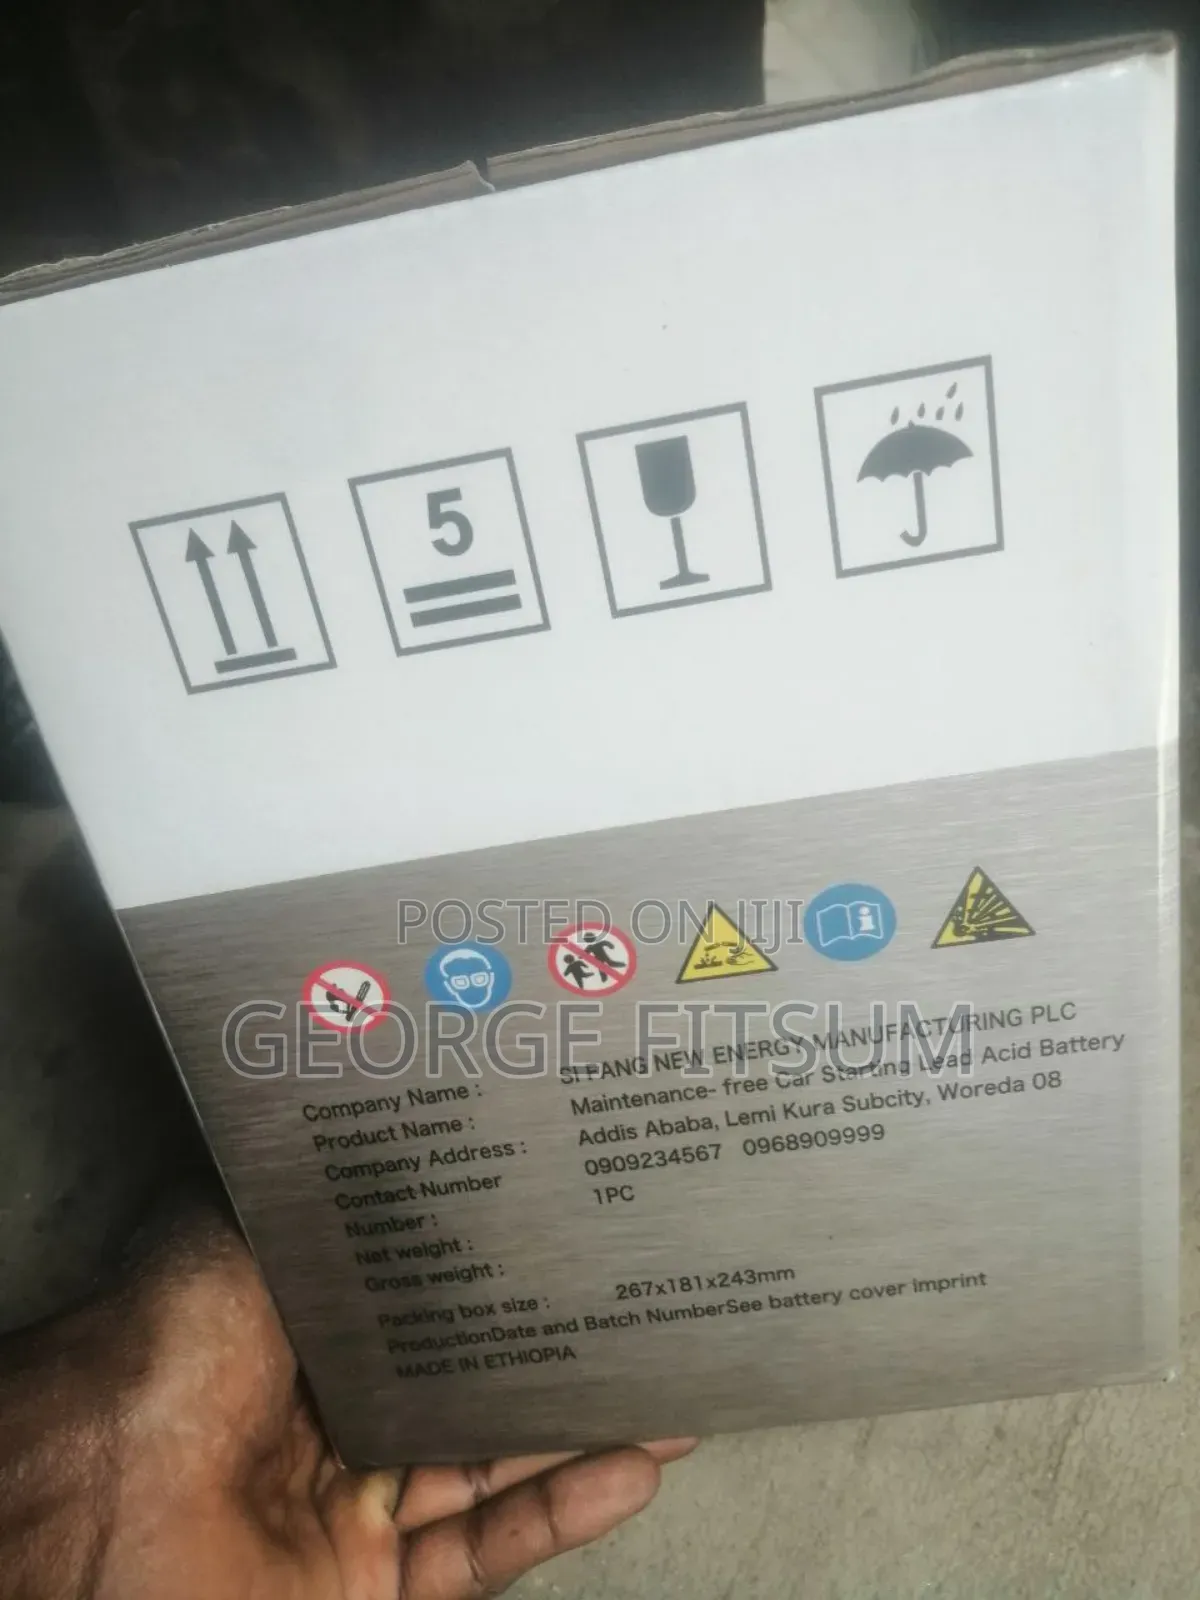 5
POSTED ON JIJI
GEORGE FITSUM
Company Name : SI FANG NEW ENERGY MANUFACTURING PLC
Product Name : Maintenance- free Car Starting Lead Acid Battery
Company Address : Addis Ababa, Lemi Kura Subcity, Woreda 08
Contact Number 0909234567 0968909999
Number : 1PC
Net weight :
Gross weight :
Packing box size : 267x181x243mm
ProductionDate and Batch NumberSee battery cover imprint
MADE IN ETHIOPIA